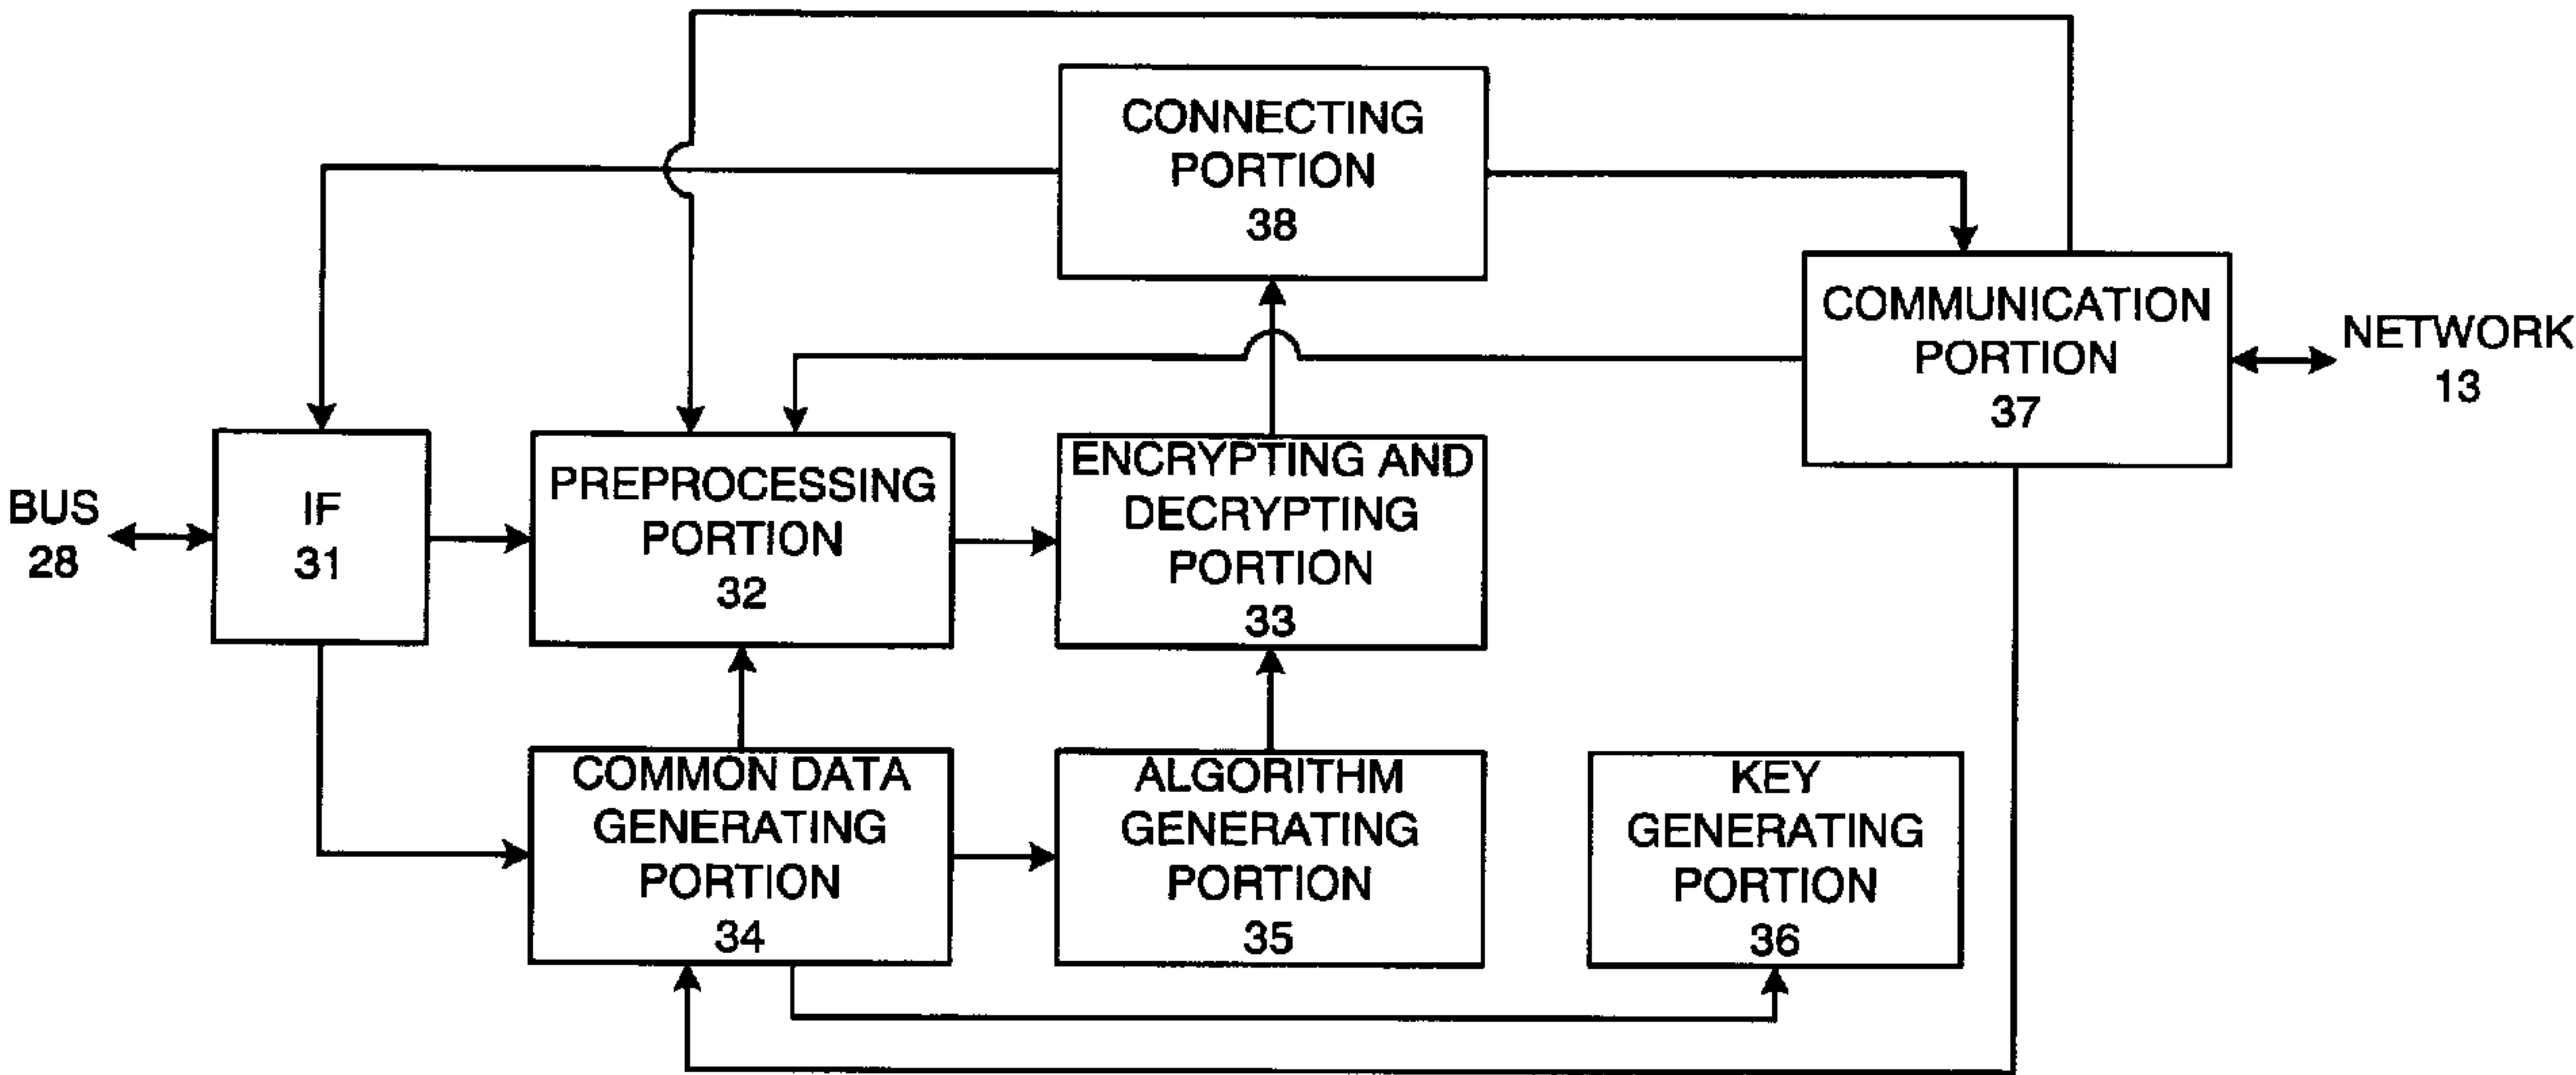 CONNECTING
PORTION
38
COMMUNICATION
PORTION
37
NETWORK
13
BUS
28
IF
31
PREPROCESSING
PORTION
32
ENCRYPTING AND
DECRYPTING
PORTION
33
COMMON DATA
GENERATING
PORTION
34
ALGORITHM
GENERATING
PORTION
35
KEY
GENERATING
PORTION
36